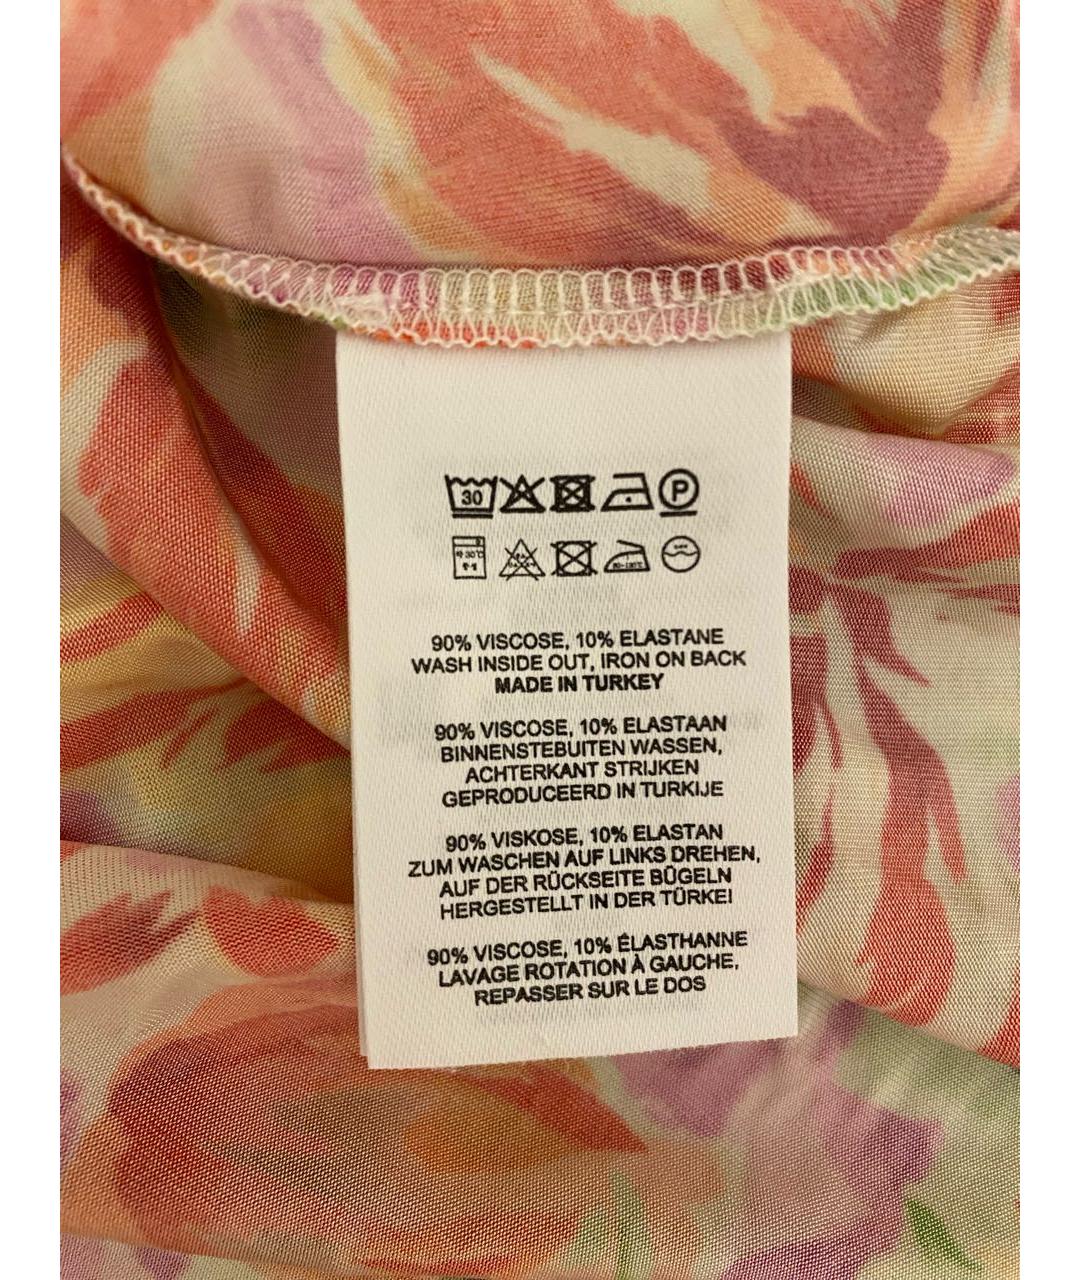 30 P
90% VISCOSE, 10% ELASTANE
WASH INSIDE OUT, IRON ON BACK
MADE IN TURKEY
90% VISCOSE, 10% ELASTAAN
BINNENSTEBUITEN WASSEN,
ACHTERKANT STRIJKEN
GEPRODUCEERD IN TURKIJE
90% VISKOSE, 10% ELASTAN
ZUM WASCHEN AUF LINKS DREHEN,
AUF DER RÜCKSEITE BÜGELN
HERGESTELLT IN DER TÜRKEI
90% VISCOSE, 10% ÉLASTHANNE
LAVAGE ROTATION À GAUCHE,
REPASSER SUR LE DOS